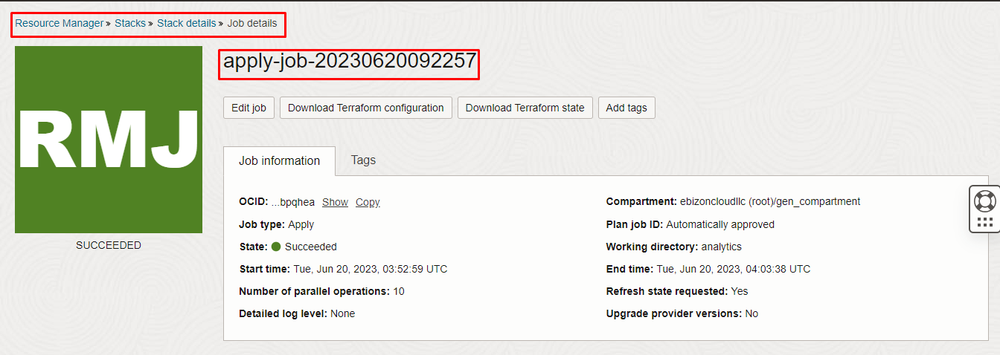 Resource Manager » Stacks » Stack details » Job details
RMJ
SUCCEEDED
apply-job-20230620092257
Edit job
Download Terraform configuration
Download Terraform state
Add tags
Job information
Tags
OCID: ...bpqhea Show Copy
Job type: Apply
State: Succeeded
Start time: Tue, Jun 20, 2023, 03:52:59 UTC
Number of parallel operations: 10
Detailed log level: None
Compartment: ebizoncloudllc (root)/gen_compartment
Plan job ID: Automatically approved
Working directory: analytics
End time: Tue, Jun 20, 2023, 04:03:38 UTC
Refresh state requested: Yes
Upgrade provider versions: No